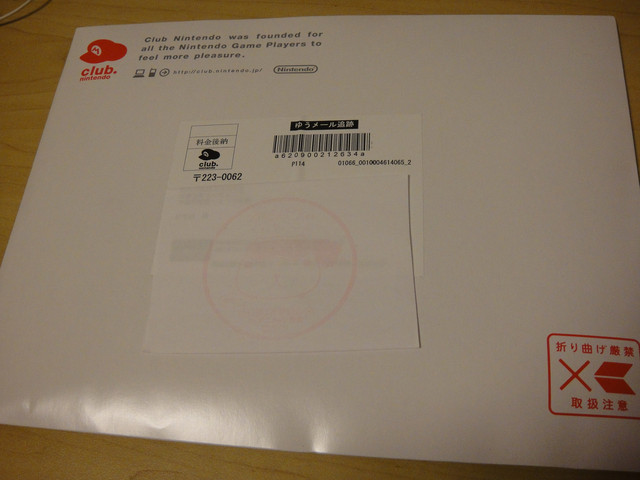 Club Nintendo was founded for
all the Nintendo Game Players to
feel more pleasure.
club.
nintendo
http://club.nintendo.jp/
Nintendo
ゆうメール追跡
料金後納
a620900212634a
club.
nintendo
P114
01066_0010004614065_2
〒223-0062
折り曲げ厳禁
取扱注意